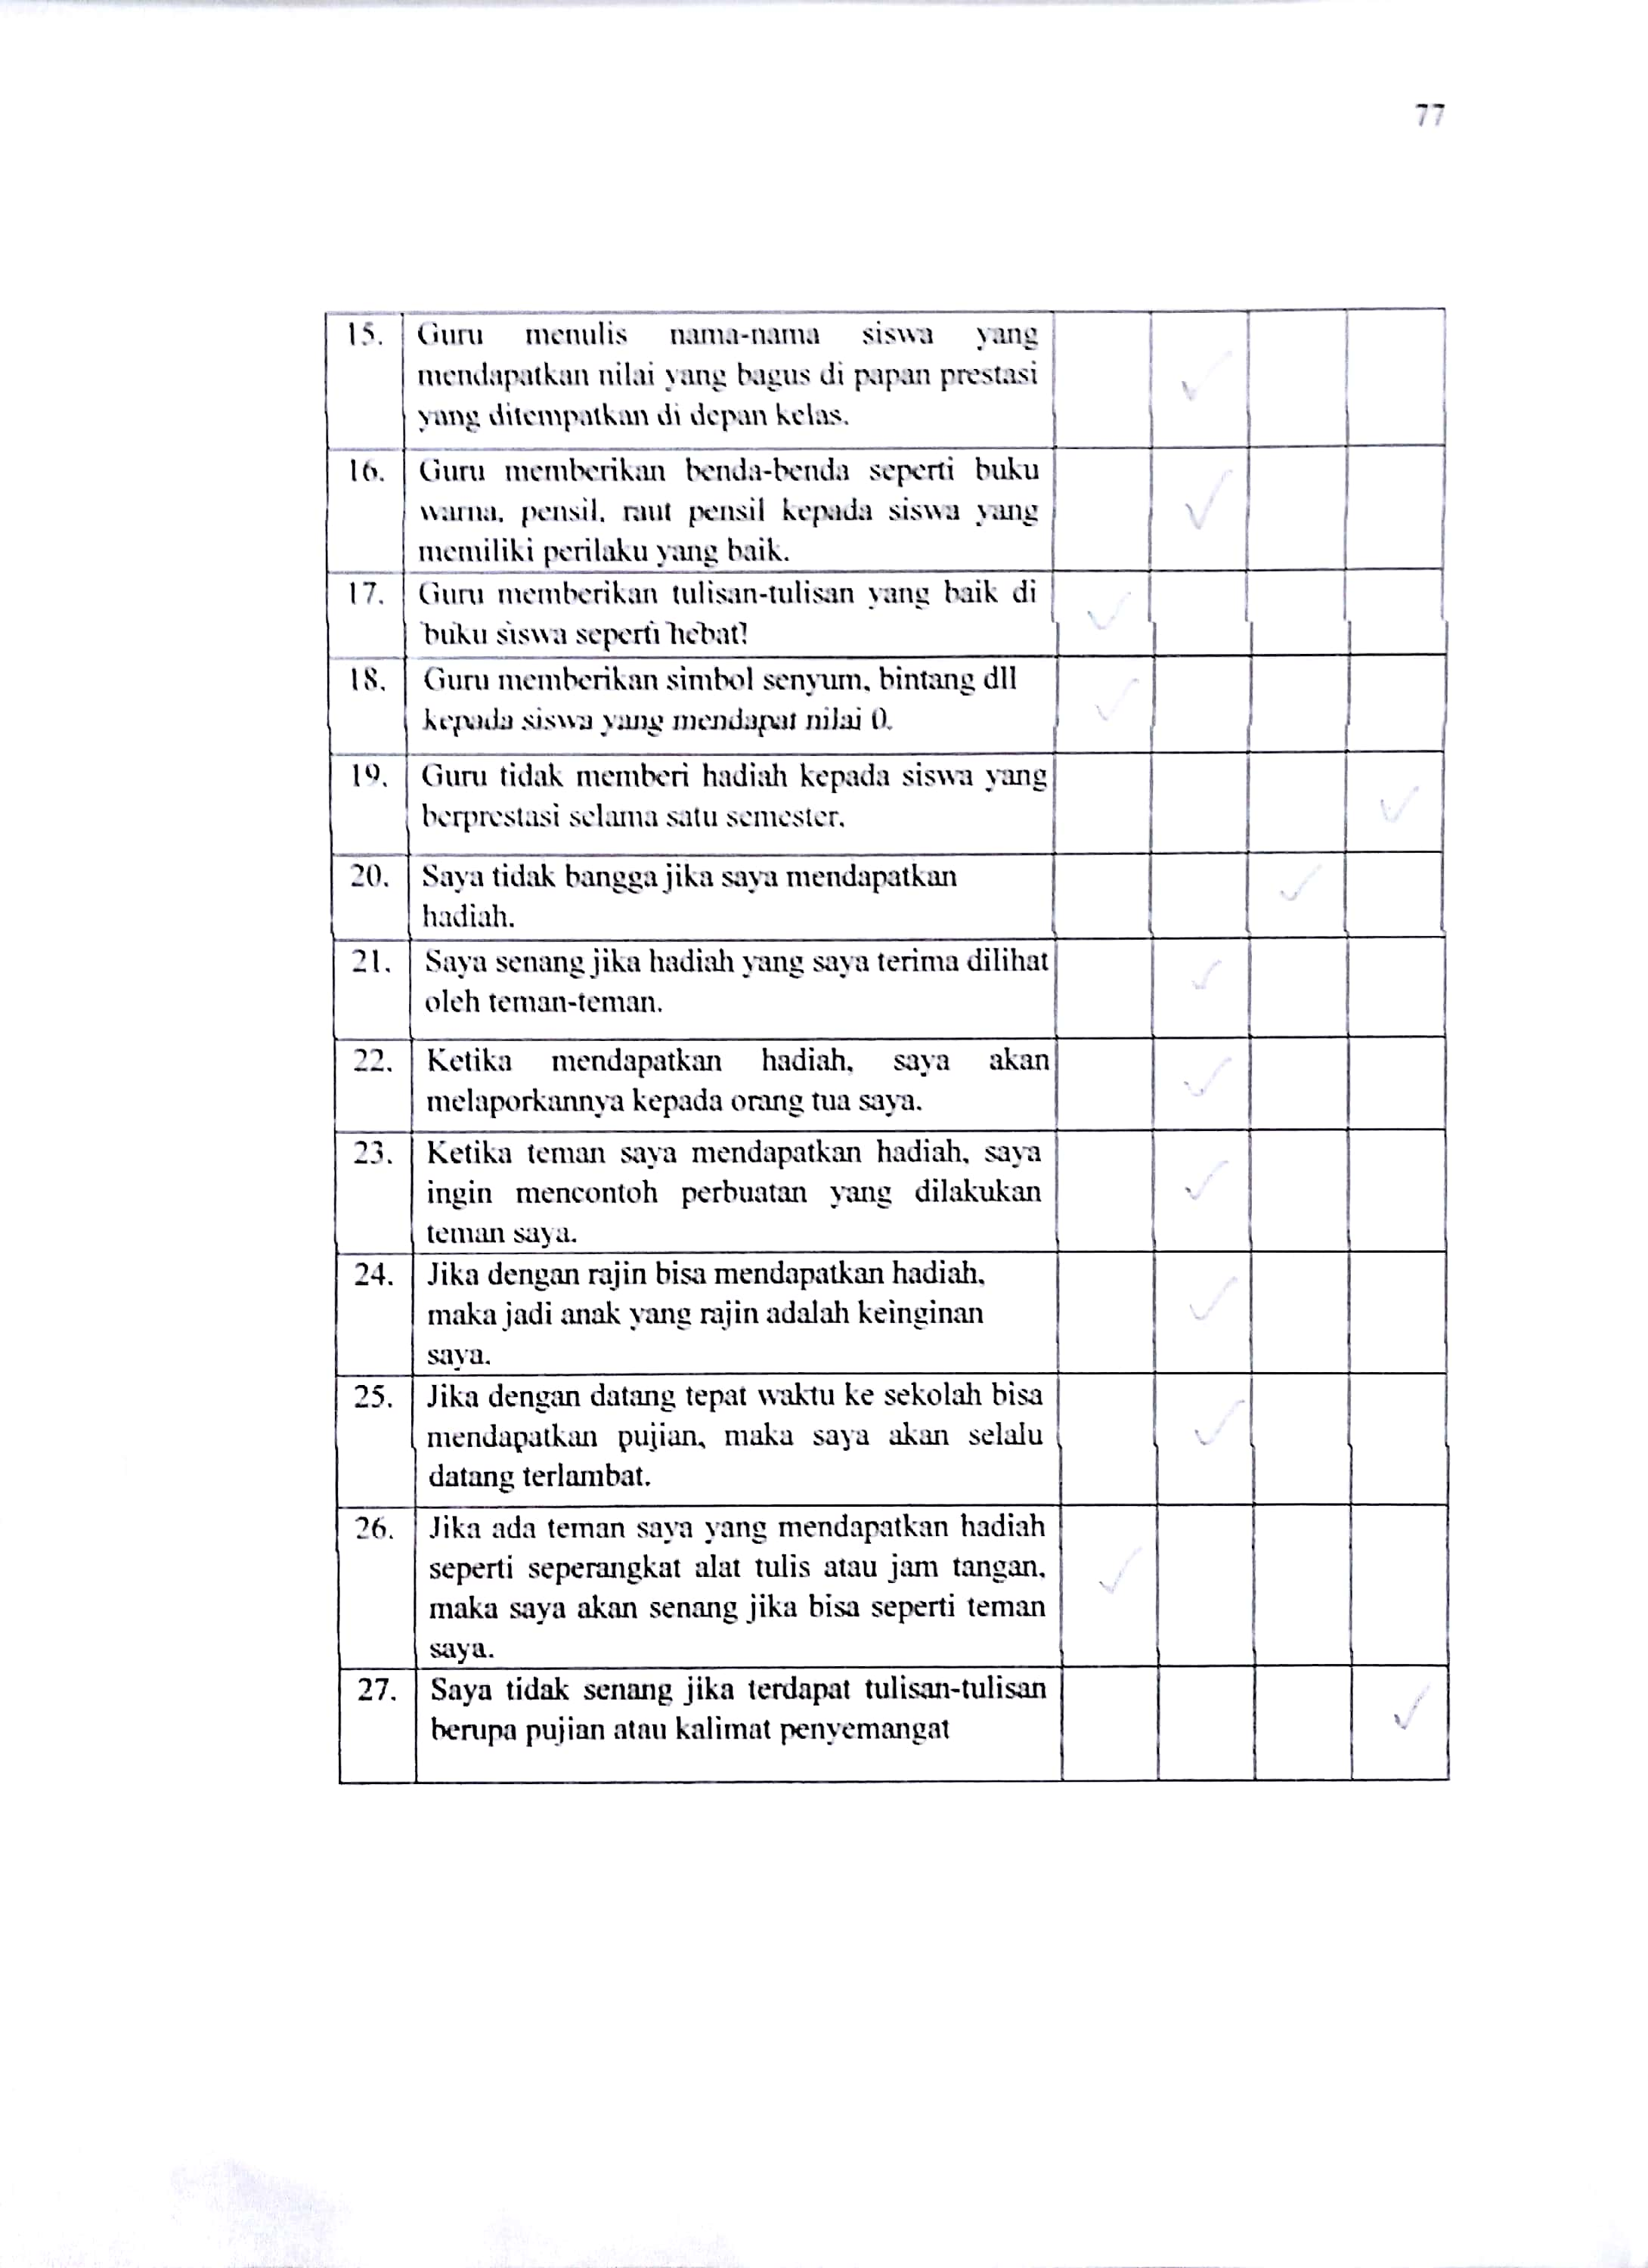 77
15. Guru menulis nama-nama siswa yang
mendapatkan nilai yang bagus di papan prestasi
yang ditempatkan di depan kelas.
16. Guru memberikan benda-benda seperti buku
warna, pensil, raut pensil kepada siswa yang
memiliki perilaku yang baik.
17. Guru memberikan tulisan-tulisan yang baik di
buku siswa seperti hebat!
18. Guru memberikan simbol senyum, bintang dll
kepada siswa yang mendapat nilai 0.
19. Guru tidak memberi hadiah kepada siswa yang
berprestasi selama satu semester.
20. Saya tidak bangga jika saya mendapatkan
hadiah.
21. Saya senang jika hadiah yang saya terima dilihat
oleh teman-teman.
22. Ketika mendapatkan hadiah, saya akan
melaporkannya kepada orang tua saya.
23. Ketika teman saya mendapatkan hadiah, saya
ingin mencontoh perbuatan yang dilakukan
teman saya.
24. Jika dengan rajin bisa mendapatkan hadiah,
maka jadi anak yang rajin adalah keinginan
saya.
25. Jika dengan datang tepat waktu ke sekolah bisa
mendapatkan pujian, maka saya akan selalu
datang terlambat.
26. Jika ada teman saya yang mendapatkan hadiah
seperti seperangkat alat tulis atau jam tangan,
maka saya akan senang jika bisa seperti teman
saya.
27. Saya tidak senang jika terdapat tulisan-tulisan
berupa pujian atau kalimat penyemangat